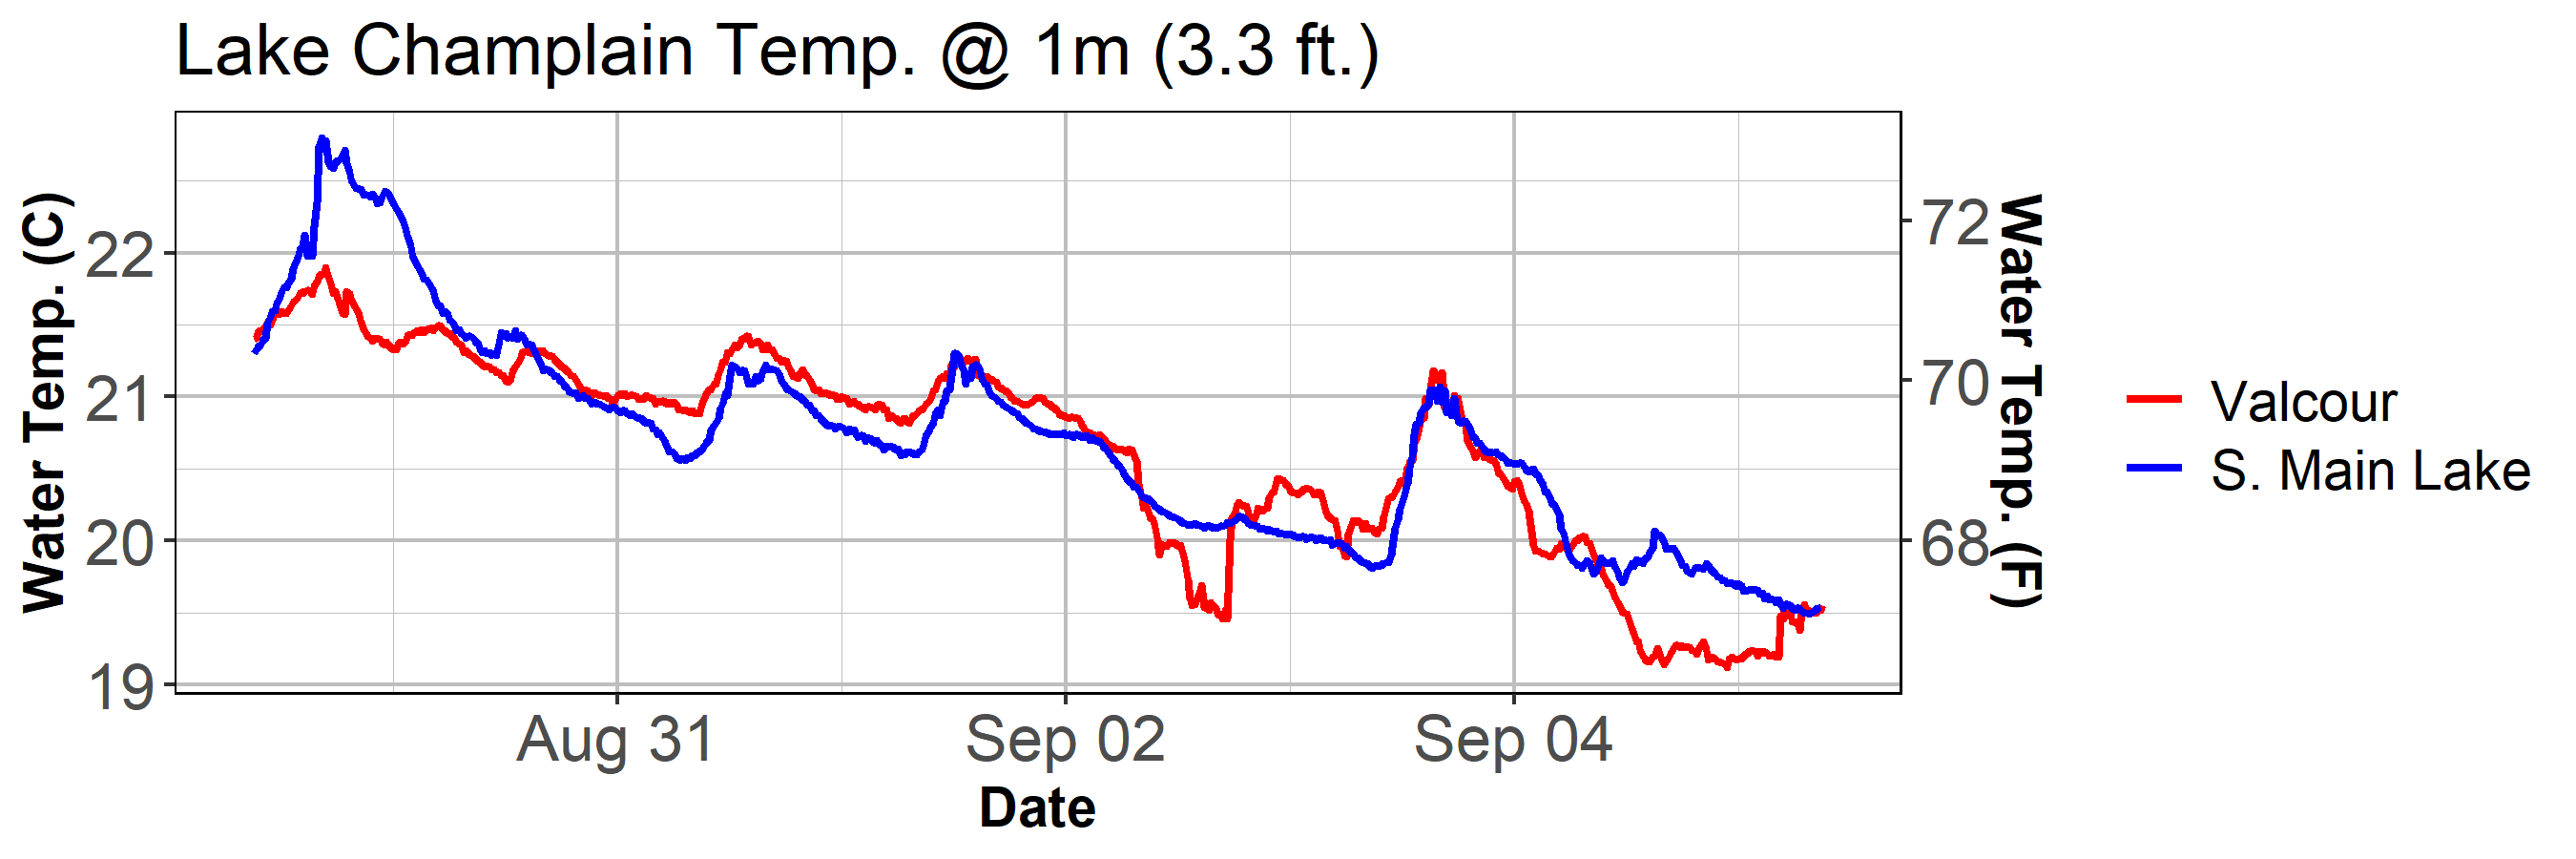 Lake Champlain Temp. @ 1m (3.3 ft.)
Water Temp. (C)
22
21
20
19
72
70
68
Water Temp. (F)
Aug 31
Sep 02
Sep 04
Date
Valcour
S. Main Lake